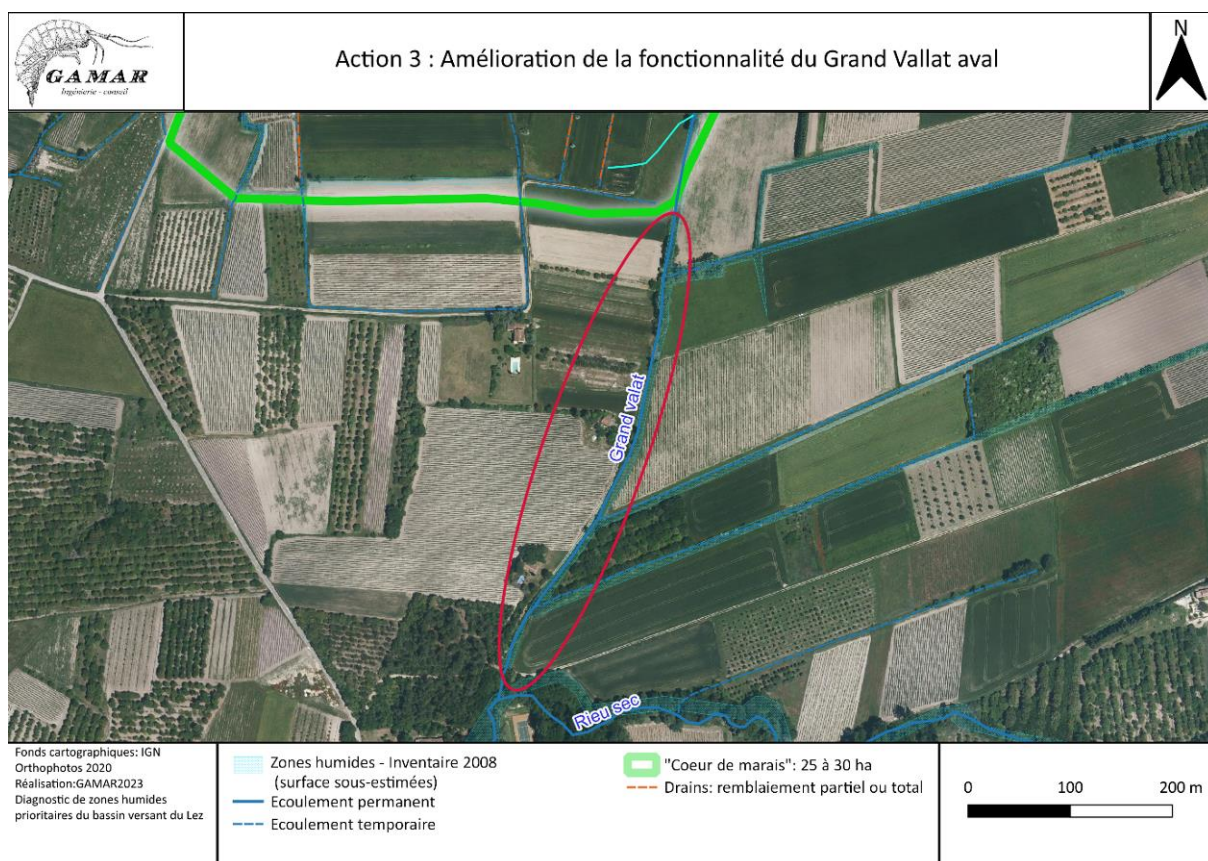 GAMAR
Ingénierie - conseil
Action 3 : Amélioration de la fonctionnalité du Grand Vallat aval
N
Grand valat
Rieu sec
Fonds cartographiques: IGN
Orthophotos 2020
Réalisation:GAMAR2023
Diagnostic de zones humides
prioritaires du bassin versant du Lez
Zones humides - Inventaire 2008
(surface sous-estimées)
Ecoulement permanent
Ecoulement temporaire
"Coeur de marais": 25 à 30 ha
Drains: remblaiement partiel ou total
0 100 200 m